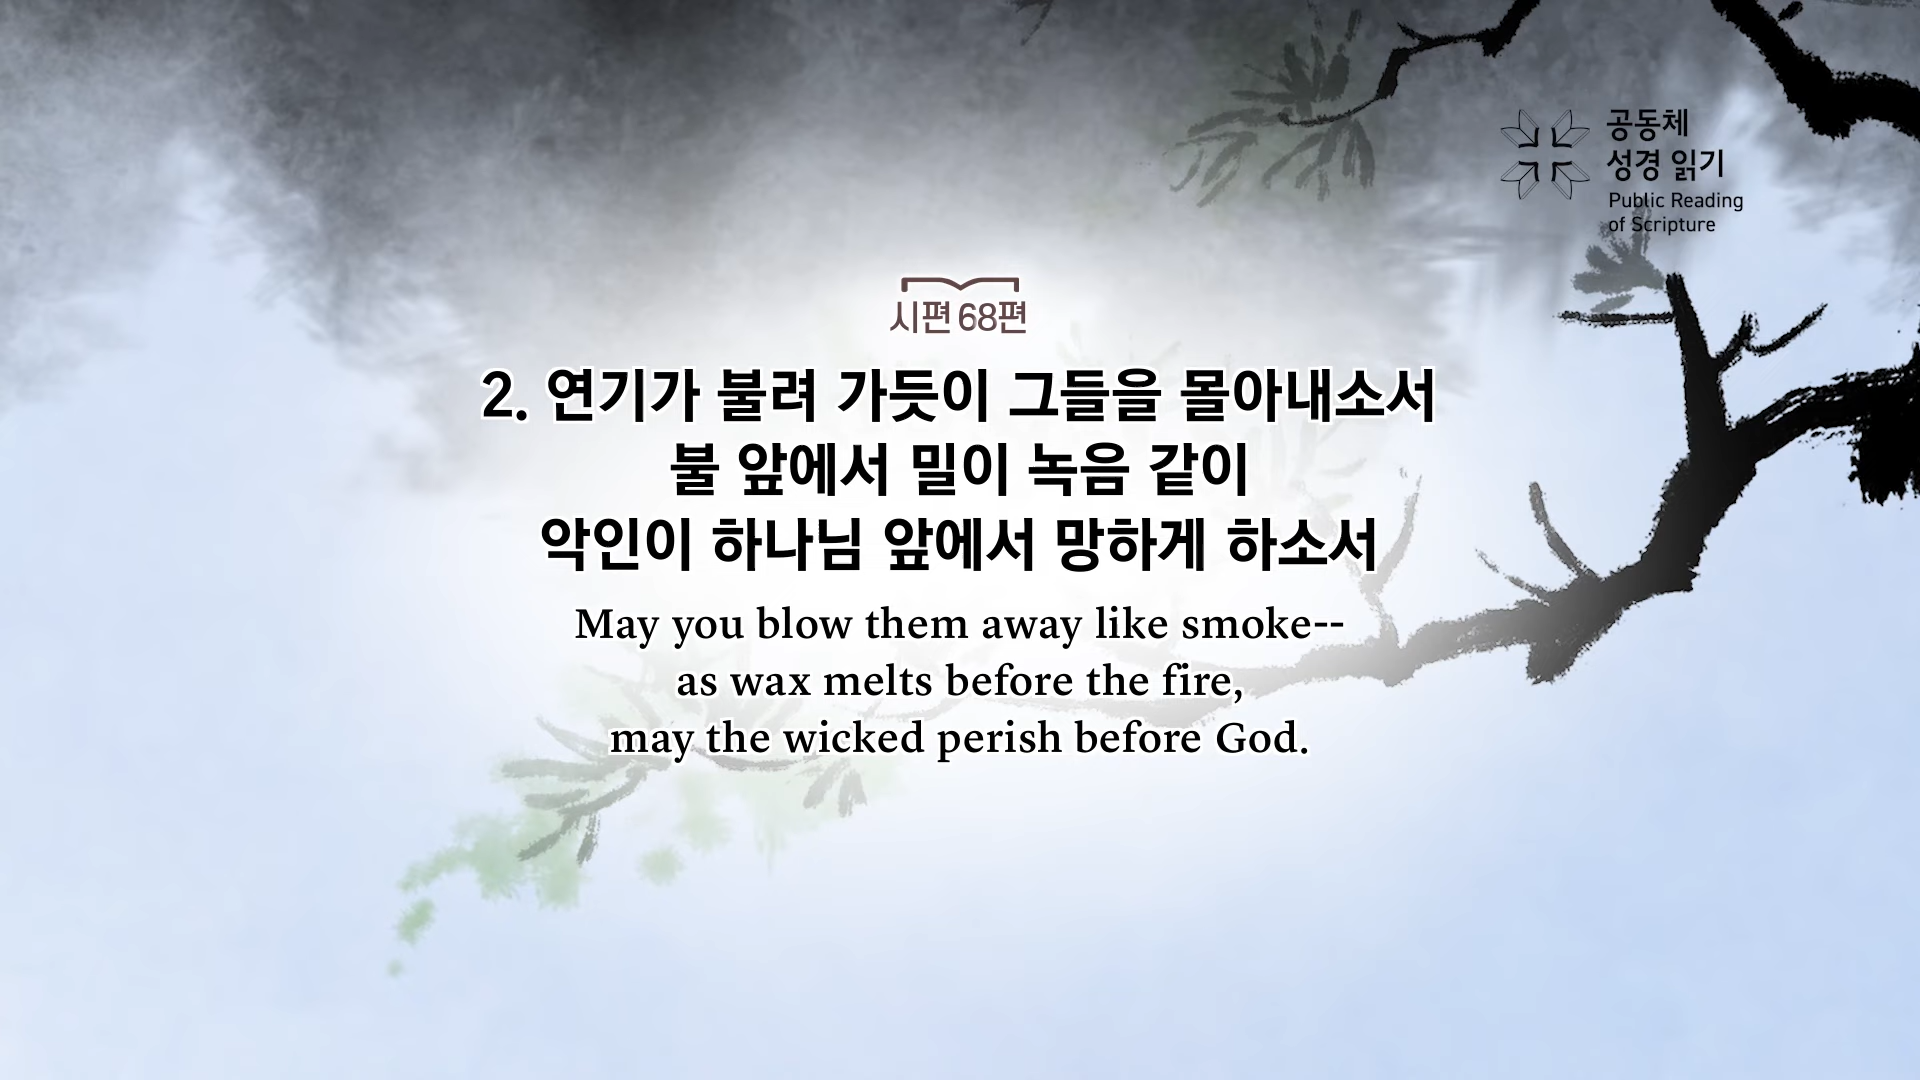 공동체
성경 읽기
Public Reading
of Scripture
시편 68편
2. 연기가 불려 가듯이 그들을 몰아내소서
불 앞에서 밀이 녹음 같이
악인이 하나님 앞에서 망하게 하소서
May you blow them away like smoke--
as wax melts before the fire,
may the wicked perish before God.